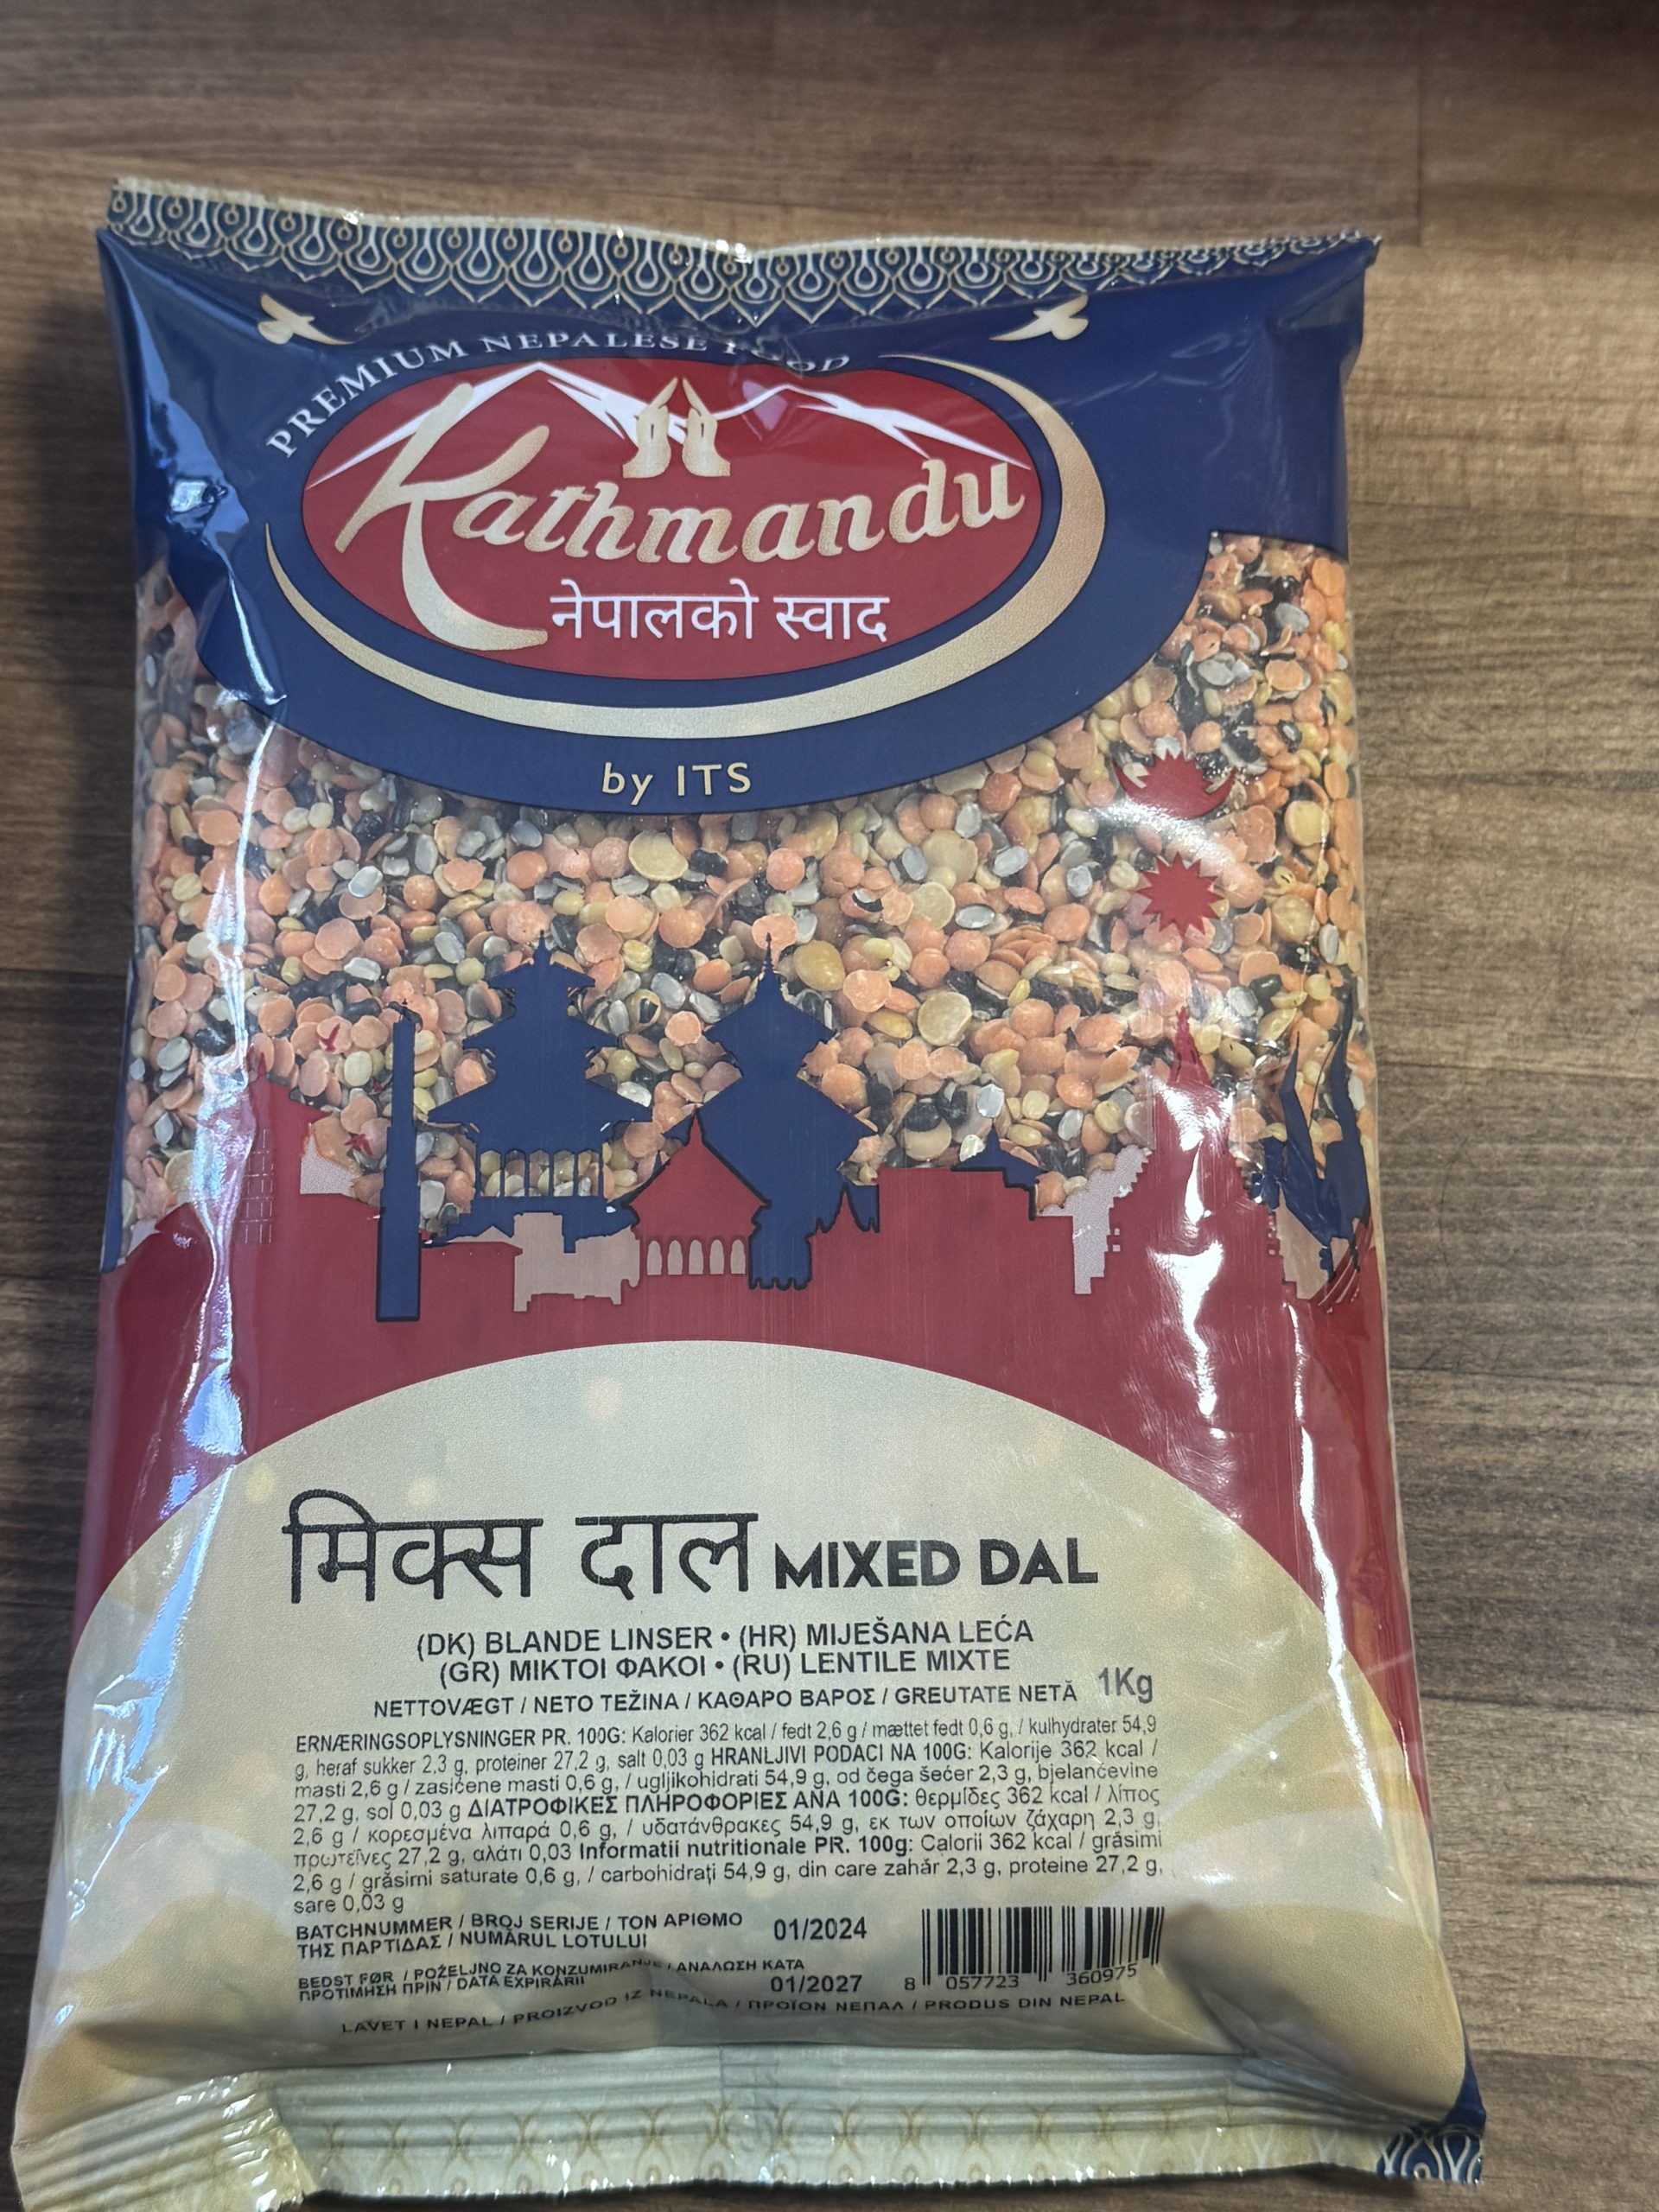 PREMIUM NEPALESE FOOD
Kathmandu
नेपालको स्वाद
by ITS
मिक्स दाल MIXED DAL
(DK) BLANDE LINSER • (HR) MIJEŠANA LEĆA
(GR) ΜΙΚΤΟΙ ΦΑΚΟΙ • (RU) LENTILE MIXTE
NETTOVÆGT / NETO TEŽINA / ΚΑΘΑΡΟ ΒΑΡΟΣ / GREUTATE NETĂ 1Kg
ERNÆRINGSOPLYSNINGER PR. 100G: Kalorier 362 kcal / fedt 2,6 g / mættet fedt 0,6 g, / kulhydrater 54,9
g, heraf sukker 2,3 g, proteiner 27,2 g, salt 0,03 g HRANLJIVI PODACI NA 100G: Kalorije 362 kcal /
masti 2,6 g / zasićene masti 0,6 g, / ugljikohidrati 54,9 g, od čega šećer 2,3 g, bjelančevine
27,2 g, sol 0,03 g ΔΙΑΤΡΟΦΙΚΕΣ ΠΛΗΡΟΦΟΡΙΕΣ ΑΝΑ 100G: θερμίδες 362 kcal / λίπος
2,6 g / κορεσμένα λιπαρά 0,6 g, / υδατάνθρακες 54,9 g, εκ των οποίων ζάχαρη 2,3 g,
πρωτεΐνες 27,2 g, αλάτι 0,03 Informatii nutritionale PR. 100g: Calorii 362 kcal / grăsimi
2,6 g / grăsimi saturate 0,6 g, / carbohidrați 54,9 g, din care zahăr 2,3 g, proteine 27,2 g,
sare 0,03 g
BATCHNUMMER / BROJ SERIJE / ΤΟΝ ΑΡΙΘΜΟ
ΤΗΣ ΠΑΡΤΙΔΑΣ / NUMĂRUL LOTULUI 01/2024
BEDST FØR / POŽELJNO ZA KONZUMIRANJE / ΑΝΑΛΩΣΗ ΚΑΤΑ
ΠΡΟΤΙΜΗΣΗ ΠΡΙΝ / DATA EXPIRĂRII 01/2027
8 057723 360975
LAVET I NEPAL / PROIZVOD IZ NEPALA / ΠΡΟΪΟΝ ΝΕΠΑΛ / PRODUS DIN NEPAL